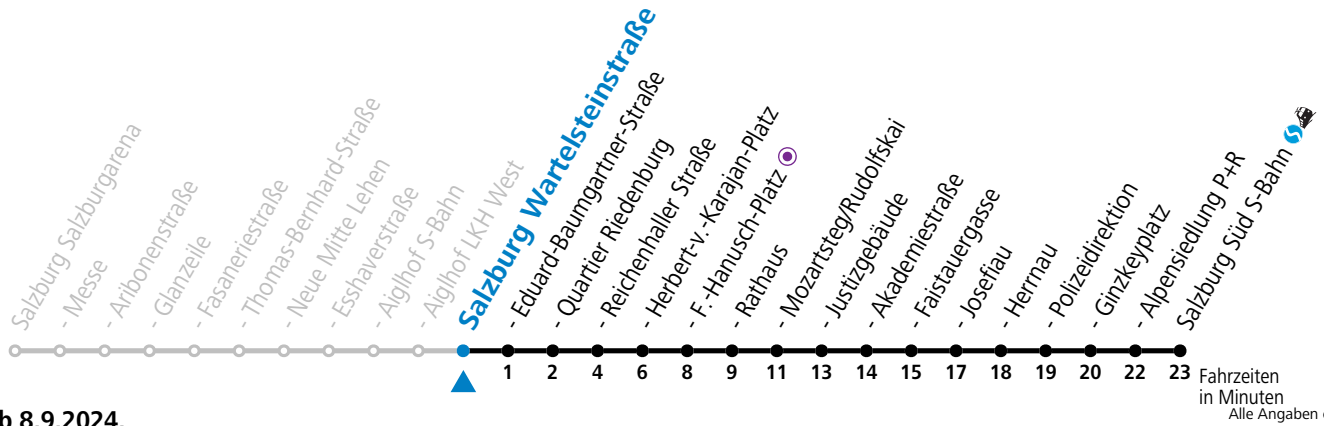 Salzburg Salzburgarena
- Messe
- Aribonenstraße
- Glanzeile
- Fasaneriestraße
- Thomas-Bernhard-Straße
- Neue Mitte Lehen
- Esshaverstraße
- Aiglhof S-Bahn
- Aiglhof LKH West
Salzburg Wartelsteinstraße
- Eduard-Baumgartner-Straße
- Quartier Riedenburg
- Reichenhaller Straße
- Herbert-v.-Karajan-Platz
- F.-Hanusch-Platz
- Rathaus
- Mozartsteg/Rudolfskai
- Justizgebäude
- Akademiestraße
- Faistauergasse
- Josefiau
- Herrnau
- Polizeidirektion
- Ginzkeyplatz
- Alpensiedlung P+R
Salzburg Süd S-Bahn
1 2 4 6 8 9 11 13 14 15 17 18 19 20 22 23
Fahrzeiten
in Minuten
Alle Angaben
b 8.9.2024.